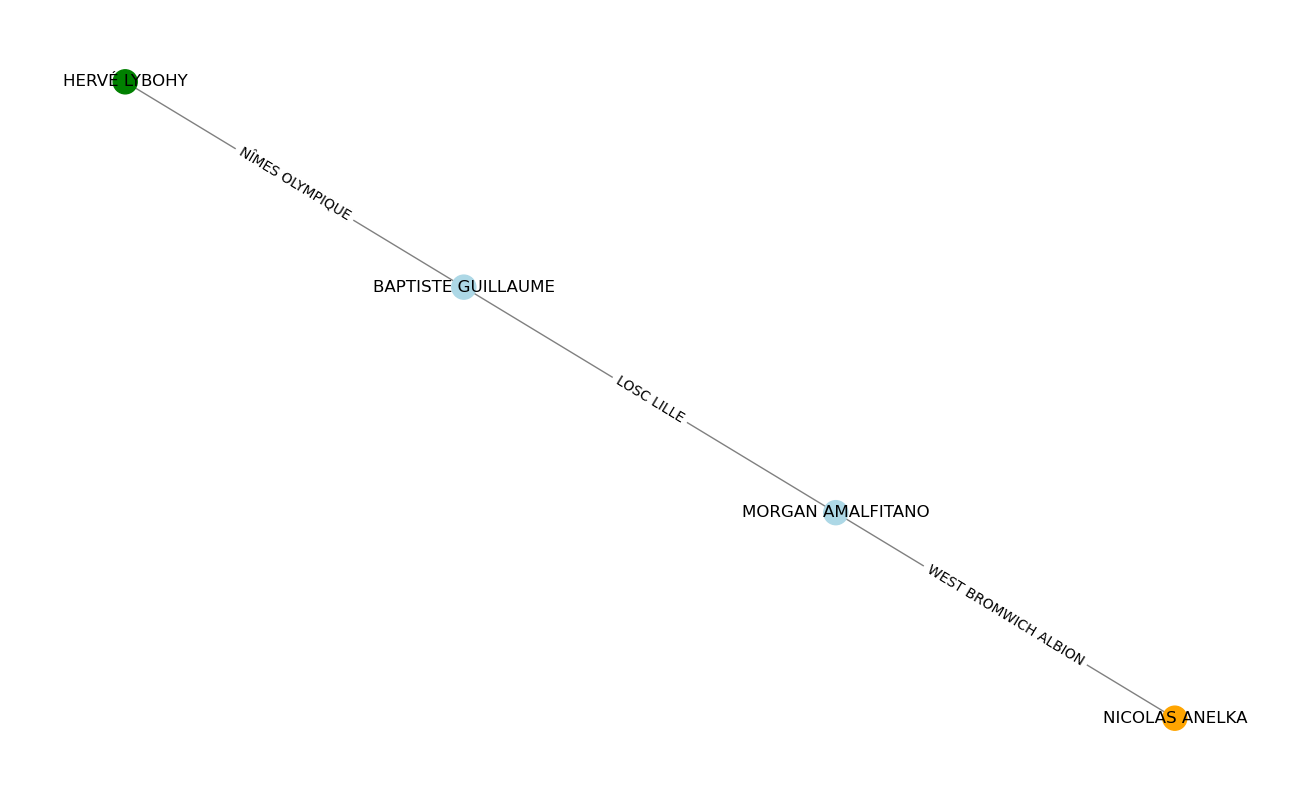 HERVÉ LYBOHY
NÎMES OLYMPIQUE
BAPTISTE GUILLAUME
LOSC LILLE
MORGAN AMALFITANO
WEST BROMWICH ALBION
NICOLAS ANELKA